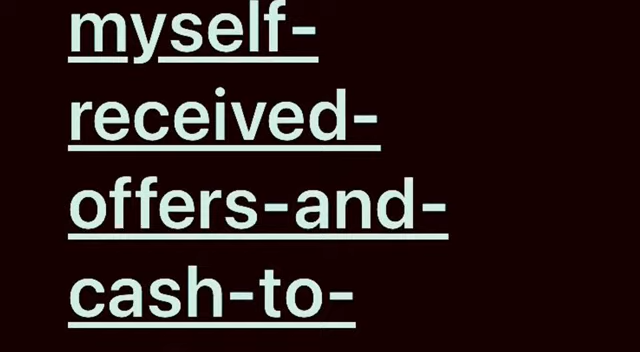 myself-
received-
offers-and-
cash-to-